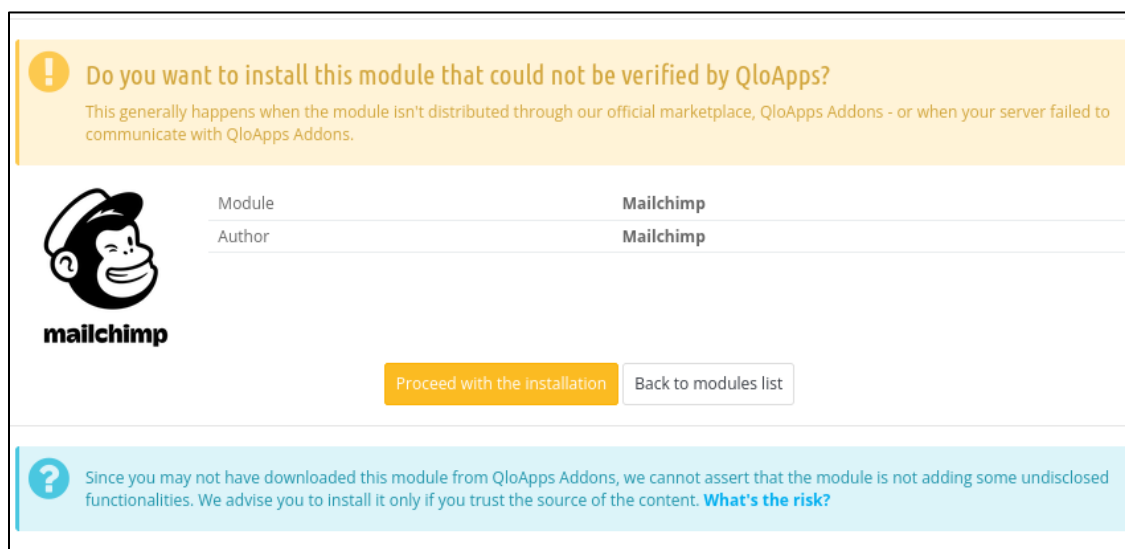 Do you want to install this module that could not be verified by QloApps?
This generally happens when the module isn't distributed through our official marketplace, QloApps Addons - or when your server failed to
communicate with QloApps Addons.
Module Mailchimp
Author Mailchimp
mailchimp
Proceed with the installation Back to modules list
Since you may not have downloaded this module from QloApps Addons, we cannot assert that the module is not adding some undisclosed
functionalities. We advise you to install it only if you trust the source of the content. What's the risk?